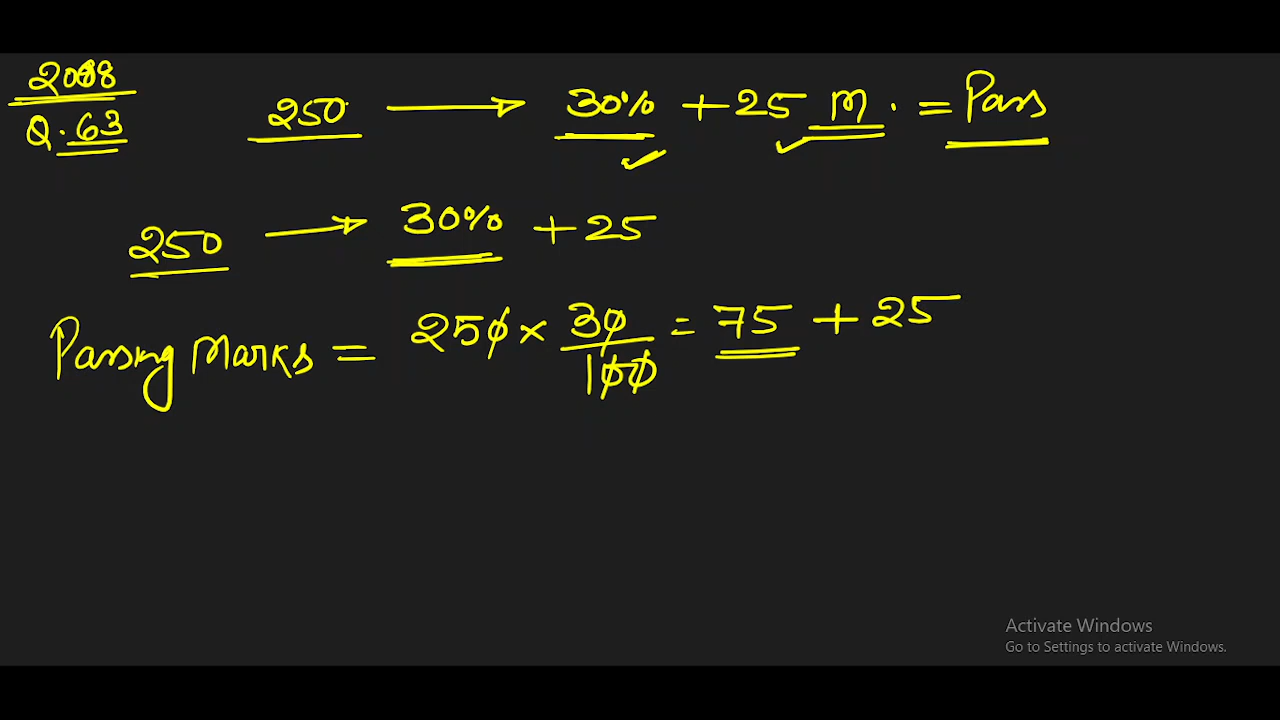 2008
Q. 63
250 → 30% + 25 M. = Pass
250 → 30% + 25
Passing Marks = 250 × 30/100 = 75 + 25
Activate Windows
Go to Settings to activate Windows.